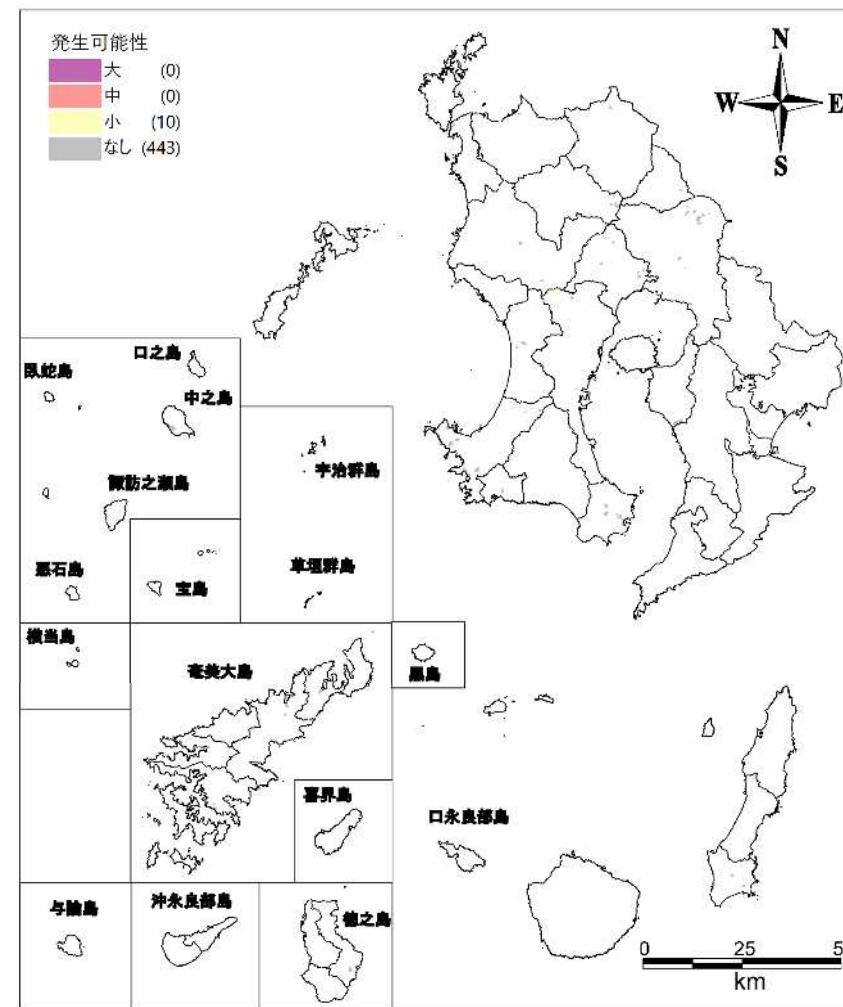 発生可能性
大 (0)
中 (0)
小 (10)
なし (443)
N
W E
S
口之島
臥蛇島
中之島
諏訪之瀬島
宇治群島
悪石島
宝島
草垣群島
横当島
奄美大島
黒島
喜界島
口永良部島
与論島
沖永良部島
徳之島
0 25 5
km